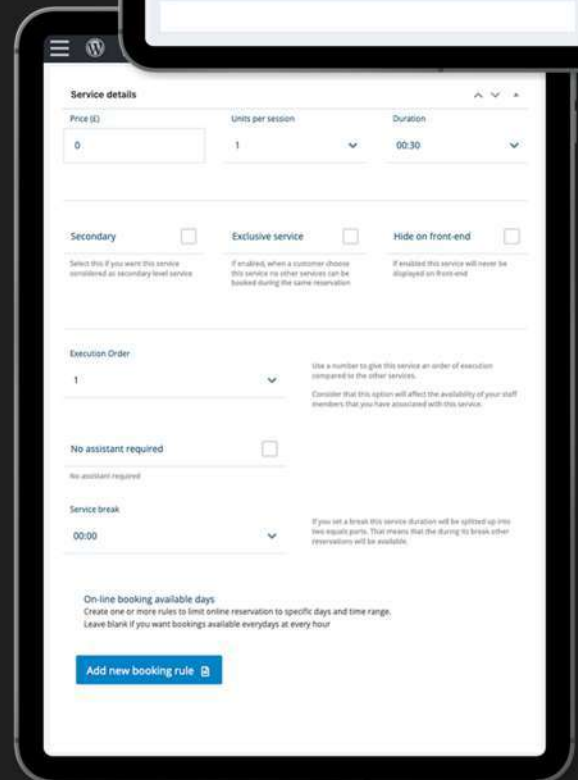 Service details
Price (£) Units per session Duration
0 1 00:30
Secondary Exclusive service Hide on front-end
Select this if you want this service
considered as secondary level service
If enabled, when a customer choose
this service no other services can be
booked during the same reservation
If enabled this service will never be
displayed on front-end
Execution Order
1
Use a number to give this service an order of execution
compared to the other services.
Consider that this option will affect the availability of your staff
members that you have associated with this service.
No assistant required
No assistant required
Service break
00:00
If you set a break this service duration will be splitted up into
two equals parts. That means that the during its break other
reservations will be available.
On-line booking available days
Create one or more rules to limit online reservation to specific days and time range.
Leave blank if you want bookings available everydays at every hour
Add new booking rule